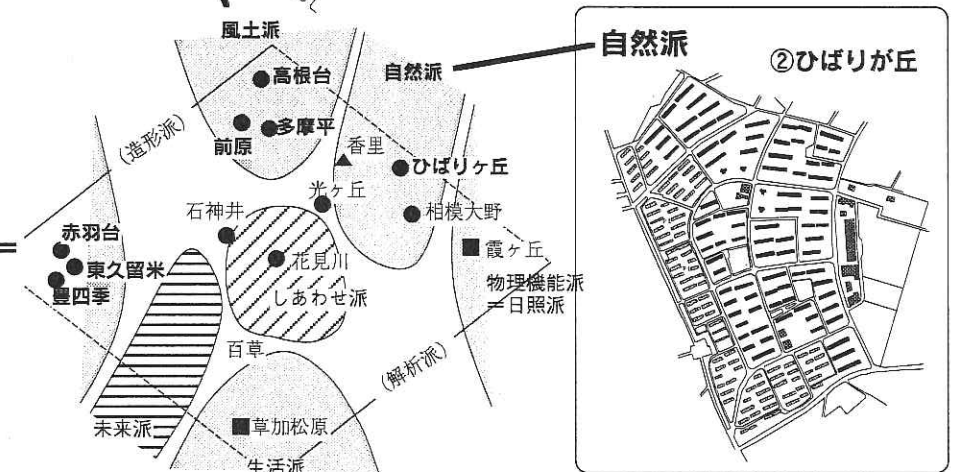 風土派
高根台
自然派
(造形派)
前原
多摩平
香里
ひばりヶ丘
光ヶ丘
石神井
相模大野
赤羽台
東久留米
豊四季
花見川
しあわせ派
霞ヶ丘
物理機能派
＝日照派
百草
(解析派)
未来派
草加松原
生活派
自然派
②ひばりが丘